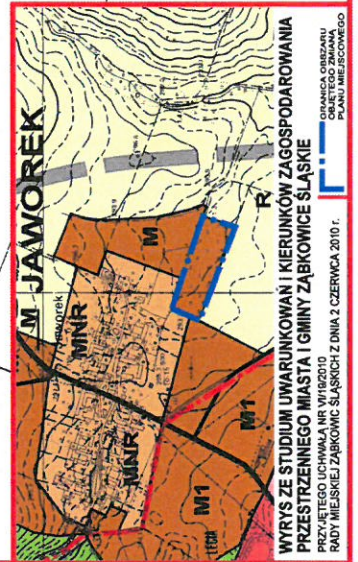 M JAWOREK
Jaworek
MNR
M
MNR
R
M1
M1
WYRYS ZE STUDIUM UWARUNKOWAŃ I KIERUNKÓW ZAGOSPODAROWANIA
PRZESTRZENNEGO MIASTA I GMINY ZĄBKOWICE ŚLĄSKIE
PRZYJĘTEGO UCHWAŁĄ NR VI/19/2010
RADY MIEJSKIEJ ZĄBKOWIC ŚLĄSKICH Z DNIA 2 CZERWCA 2010 r.
GRANICA OBSZARU
OBJĘTEGO ZMIANĄ
PLANU MIEJSCOWEGO